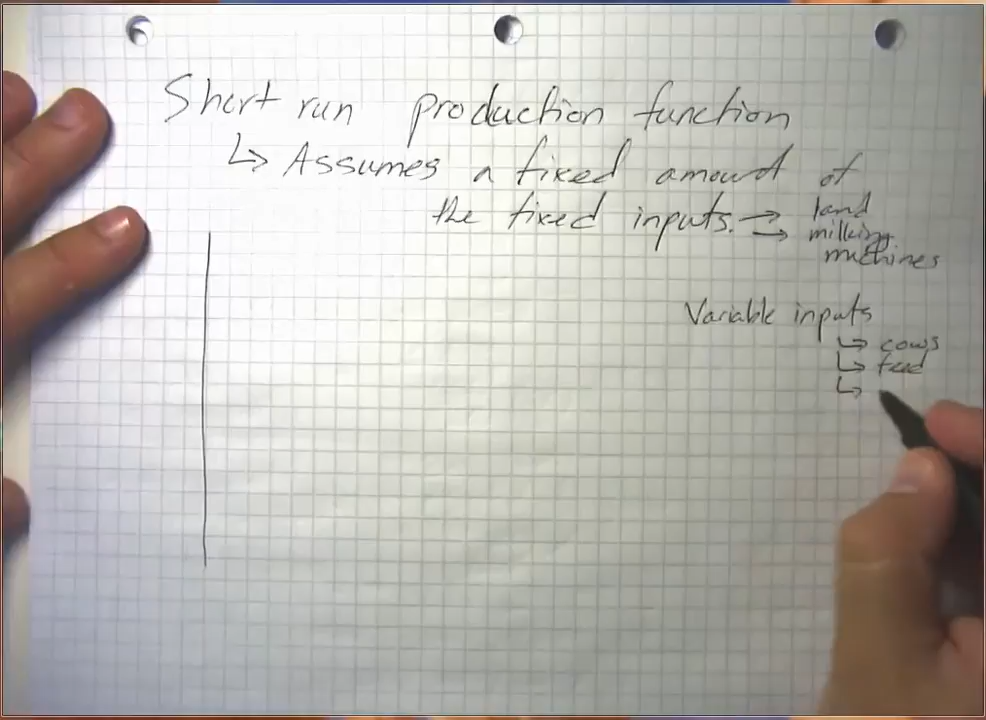 Short run production function
↳ Assumes a fixed amount of
the fixed inputs. → land
→ milking
machines
Variable inputs
↳ cows
↳ feed
↳